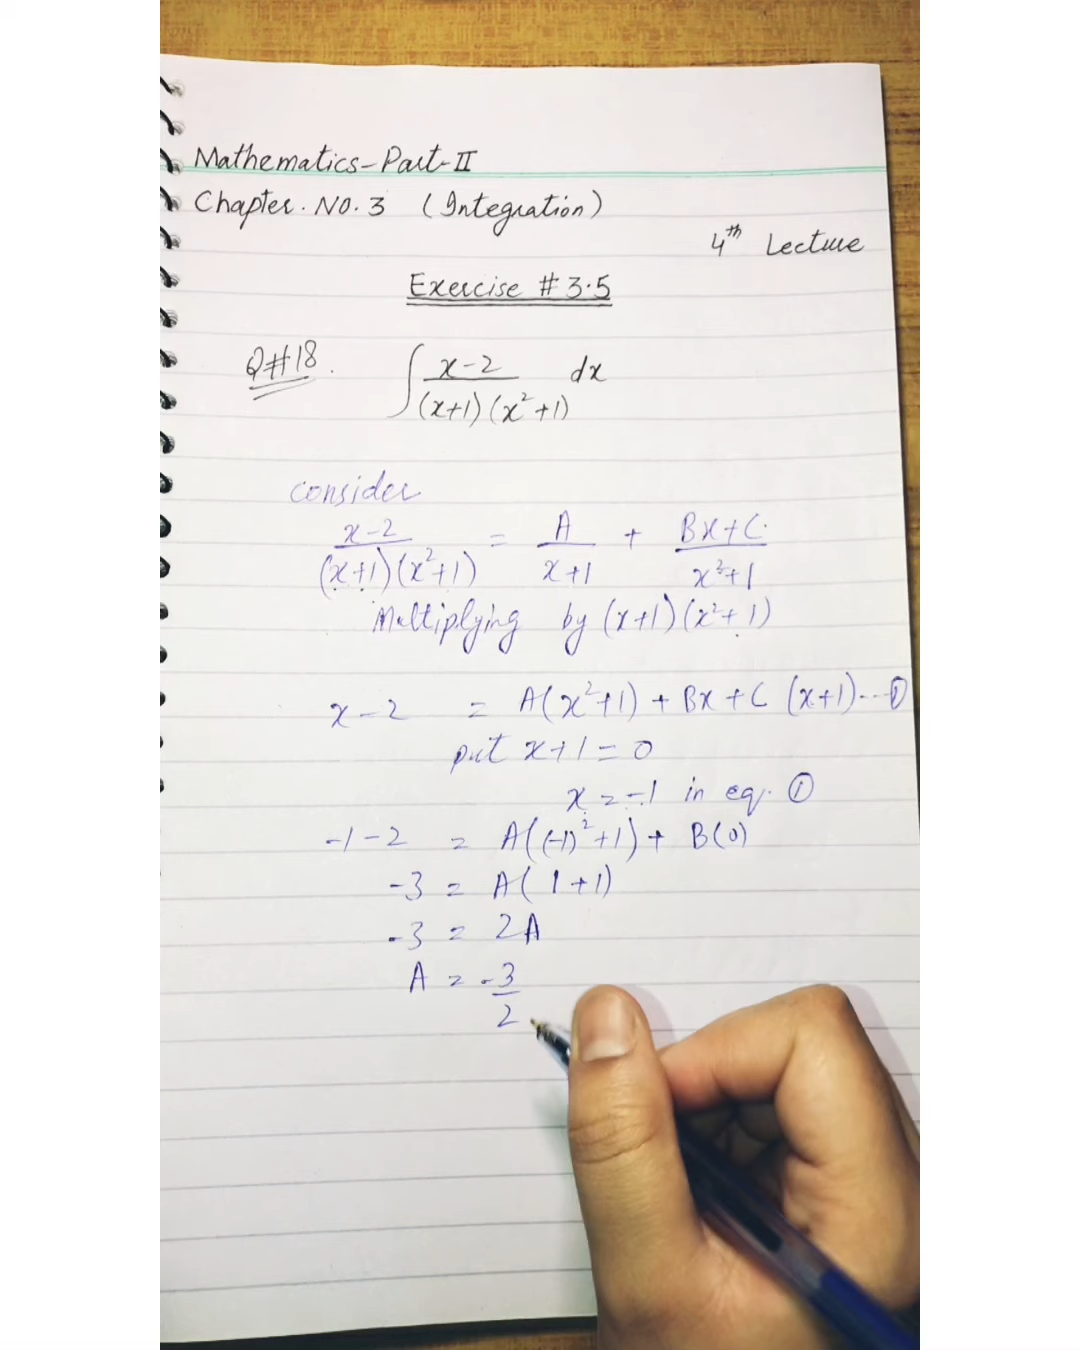 Mathematics-Part-II
Chapter. No. 3 (Integration)
4th Lecture
Exercise # 3.5
Q#18. ∫ x-2 / (x+1)(x²+1) dx
consider
x-2 / (x+1)(x²+1) = A / x+1 + Bx+C / x²+1
Multiplying by (x+1)(x²+1)
x-2 = A(x²+1) + Bx+C (x+1)---①
put x+1=0
x=-1 in eq. ①
-1-2 = A((-1)²+1)+ B(0)
-3 = A(1+1)
-3 = 2A
A = -3/2